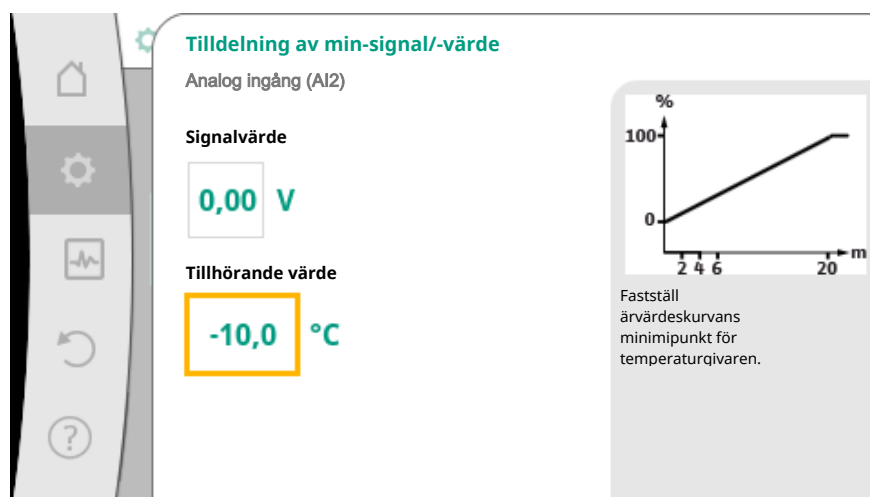 Tilldelning av min-signal/-värde
Analog ingång (AI2)
Signalvärde
0,00 V
Tillhörande värde
-10,0 °C
%
100
0
2 4 6 20 m
Fastställ
ärvärdeskurvans
minimipunkt för
temperaturgivaren.
?